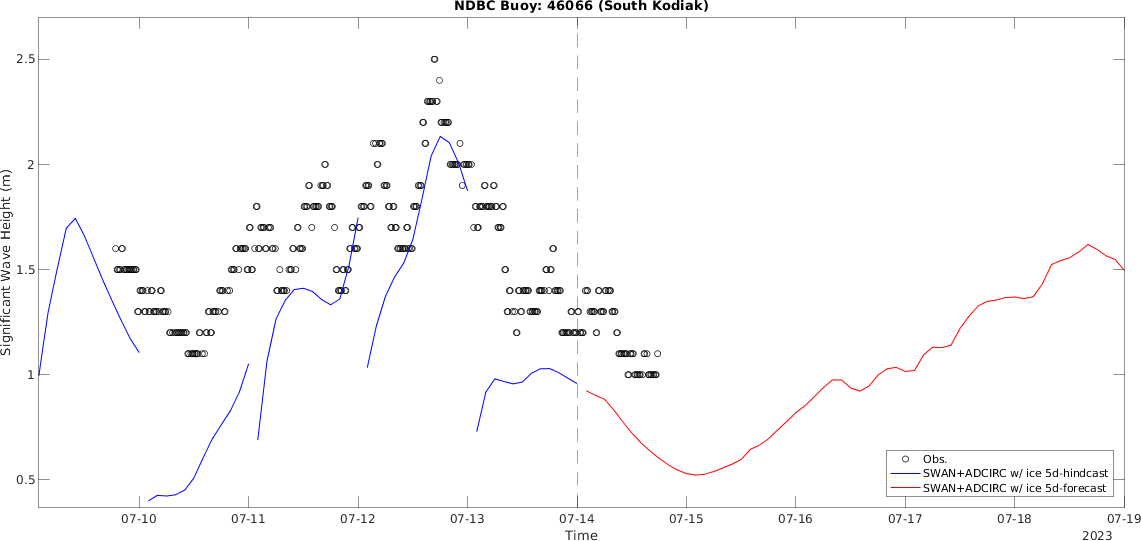 NDBC Buoy: 46066 (South Kodiak)
Significant Wave Height (m)
2.5
2
1.5
1
0.5
Obs.
SWAN+ADCIRC w/ ice 5d-hindcast
SWAN+ADCIRC w/ ice 5d-forecast
07-10 07-11 07-12 07-13 07-14 07-15 07-16 07-17 07-18 07-19
Time
2023